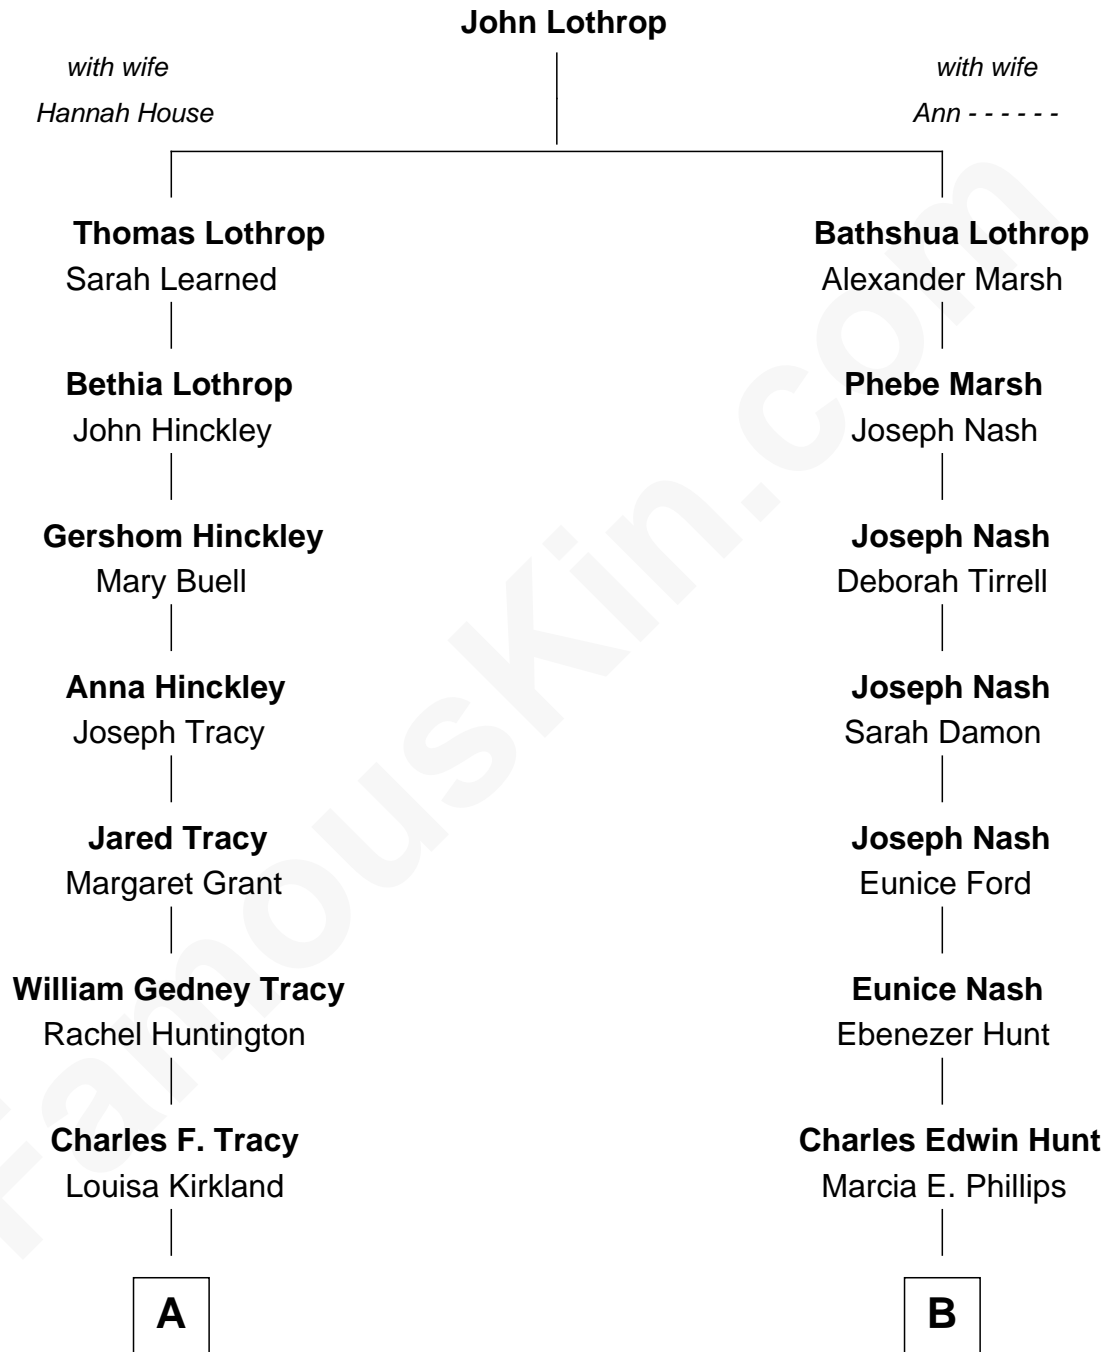 John Lothrop
with wife
Hannah House
with wife
Ann - - - - - -
Thomas Lothrop
Sarah Learned
Bathshua Lothrop
Alexander Marsh
Bethia Lothrop
John Hinckley
Phebe Marsh
Joseph Nash
Gershom Hinckley
Mary Buell
Joseph Nash
Deborah Tirrell
Anna Hinckley
Joseph Tracy
Joseph Nash
Sarah Damon
Jared Tracy
Margaret Grant
Joseph Nash
Eunice Ford
William Gedney Tracy
Rachel Huntington
Eunice Nash
Ebenezer Hunt
Charles F. Tracy
Louisa Kirkland
Charles Edwin Hunt
Marcia E. Phillips
A
B
FamousKin.com